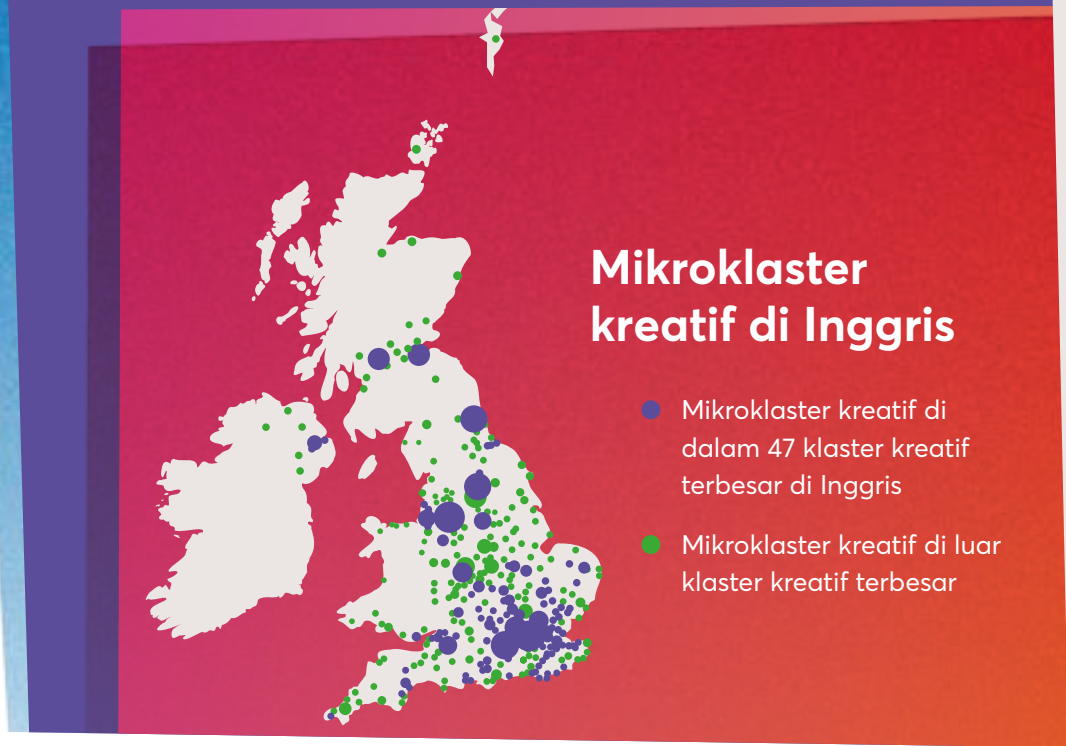 Mikroklaster
kreatif di Inggris
Mikroklaster kreatif di
dalam 47 klaster kreatif
terbesar di Inggris
Mikroklaster kreatif di luar
klaster kreatif terbesar